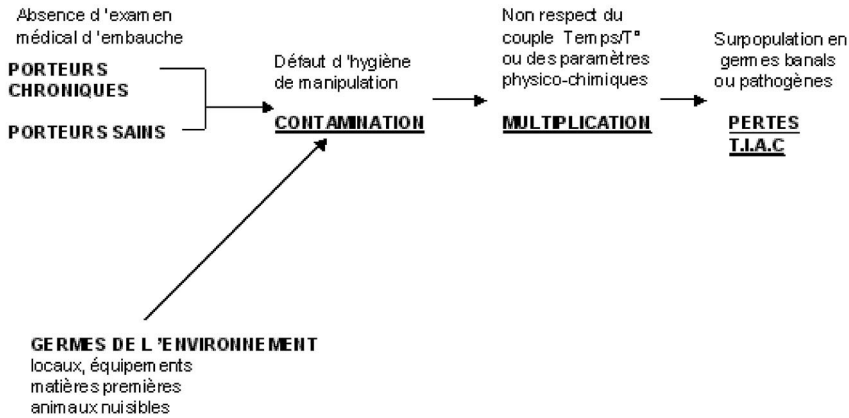 Absence d'examen
médical d'embauche
PORTEURS
CHRONIQUES
PORTEURS SAINS
Défaut d'hygiène
de manipulation
CONTAMINATION
Non respect du
couple Temps/T°
ou des paramètres
physico-chimiques
MULTIPLICATION
Surpopulation en
germes banals
ou pathogènes
PERTES
T.I.A.C
GERMES DE L'ENVIRONNEMENT
locaux, équipements
matières premières
animaux nuisibles